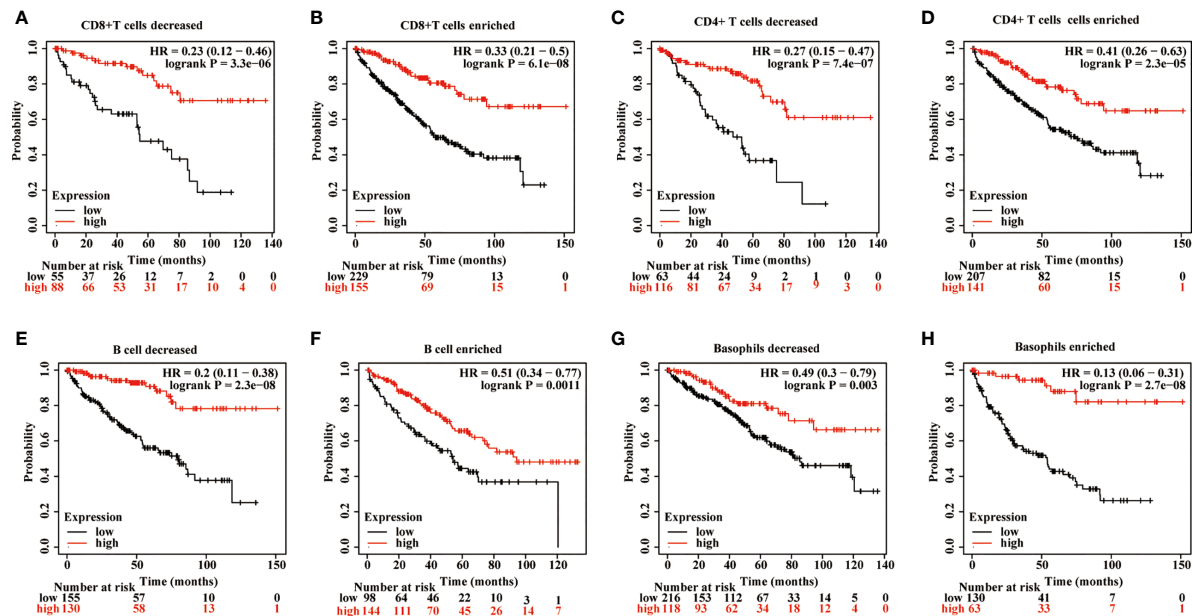 A
CD8+T cells decreased
HR = 0.23 (0.12 − 0.46)
logrank P = 3.3e−06
Probability
0.0 0.2 0.4 0.6 0.8 1.0
Expression
low
high
0 20 40 60 80 100 120 140
Time (months)
Number at risk
low 55 37 26 12 7 2 0 0
high 88 66 53 31 17 10 4 0
B
CD8+T cells enriched
HR = 0.33 (0.21 − 0.5)
logrank P = 6.1e−08
Probability
0.0 0.2 0.4 0.6 0.8 1.0
Expression
low
high
0 50 100 150
Time (months)
Number at risk
low 229 79 13 0
high 155 69 15 1
C
CD4+ T cells decreased
HR = 0.27 (0.15 − 0.47)
logrank P = 7.4e−07
Probability
0.0 0.2 0.4 0.6 0.8 1.0
Expression
low
high
0 20 40 60 80 100 120 140
Time (months)
Number at risk
low 63 44 24 9 2 1 0 0
high 116 81 67 34 17 9 3 0
D
CD4+ T cells cells enriched
HR = 0.41 (0.26 − 0.63)
logrank P = 2.3e−05
Probability
0.0 0.2 0.4 0.6 0.8 1.0
Expression
low
high
0 50 100 150
Time (months)
Number at risk
low 207 82 15 0
high 141 60 15 1
E
B cell decreased
HR = 0.2 (0.11 − 0.38)
logrank P = 2.3e−08
Probability
0.0 0.2 0.4 0.6 0.8 1.0
Expression
low
high
0 50 100 150
Time (months)
Number at risk
low 155 57 10 0
high 130 58 13 1
F
B cell enriched
HR = 0.51 (0.34 − 0.77)
logrank P = 0.0011
Probability
0.0 0.2 0.4 0.6 0.8 1.0
Expression
low
high
0 20 40 60 80 100 120
Time (months)
Number at risk
low 98 64 46 22 10 3 1
high 144 111 70 45 26 14 7
G
Basophils decreased
HR = 0.49 (0.3 − 0.79)
logrank P = 0.003
Probability
0.0 0.2 0.4 0.6 0.8 1.0
Expression
low
high
0 20 40 60 80 100 120 140
Time (months)
Number at risk
low 216 153 112 67 33 14 5 0
high 118 93 62 34 18 12 4 0
H
Basophils enriched
HR = 0.13 (0.06 − 0.31)
logrank P = 2.7e−08
Probability
0.0 0.2 0.4 0.6 0.8 1.0
Expression
low
high
0 50 100 150
Time (months)
Number at risk
low 130 41 7 0
high 63 33 7 1